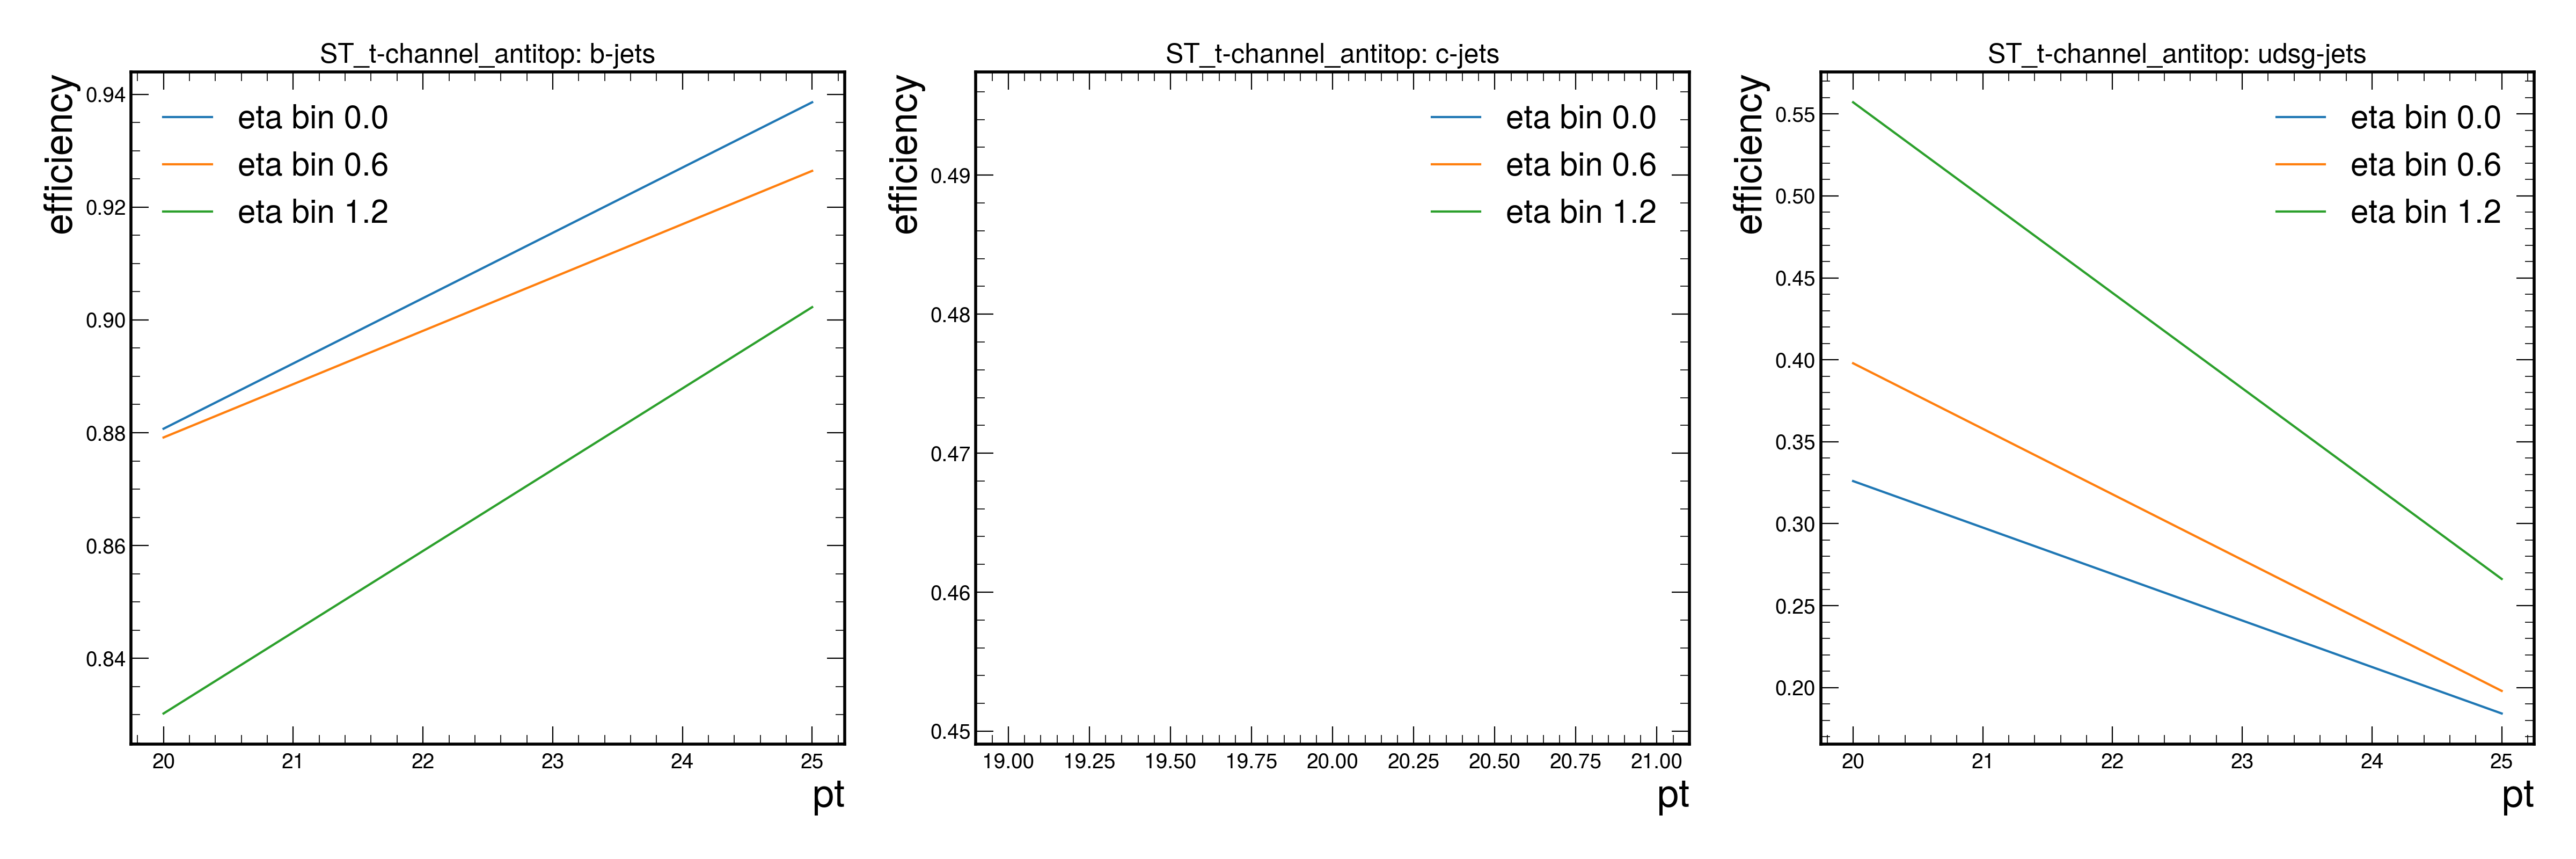 ST_t-channel_antitop: b-jets
efficiency
0.94
0.92
0.90
0.88
0.86
0.84
eta bin 0.0
eta bin 0.6
eta bin 1.2
20 21 22 23 24 25
pt
ST_t-channel_antitop: c-jets
efficiency
0.49
0.48
0.47
0.46
0.45
eta bin 0.0
eta bin 0.6
eta bin 1.2
19.00 19.25 19.50 19.75 20.00 20.25 20.50 20.75 21.00
pt
ST_t-channel_antitop: udsg-jets
efficiency
0.55
0.50
0.45
0.40
0.35
0.30
0.25
0.20
eta bin 0.0
eta bin 0.6
eta bin 1.2
20 21 22 23 24 25
pt